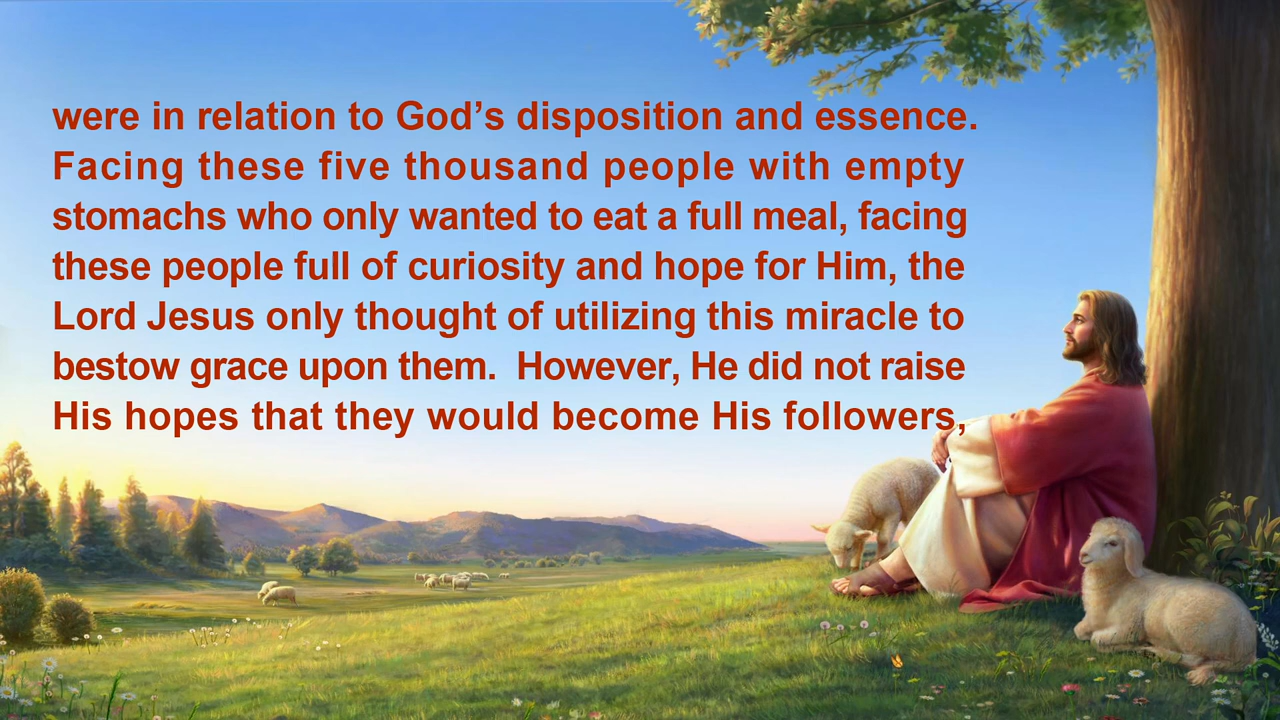 were in relation to God’s disposition and essence.
Facing these five thousand people with empty
stomachs who only wanted to eat a full meal, facing
these people full of curiosity and hope for Him, the
Lord Jesus only thought of utilizing this miracle to
bestow grace upon them.  However, He did not raise
His hopes that they would become His followers,